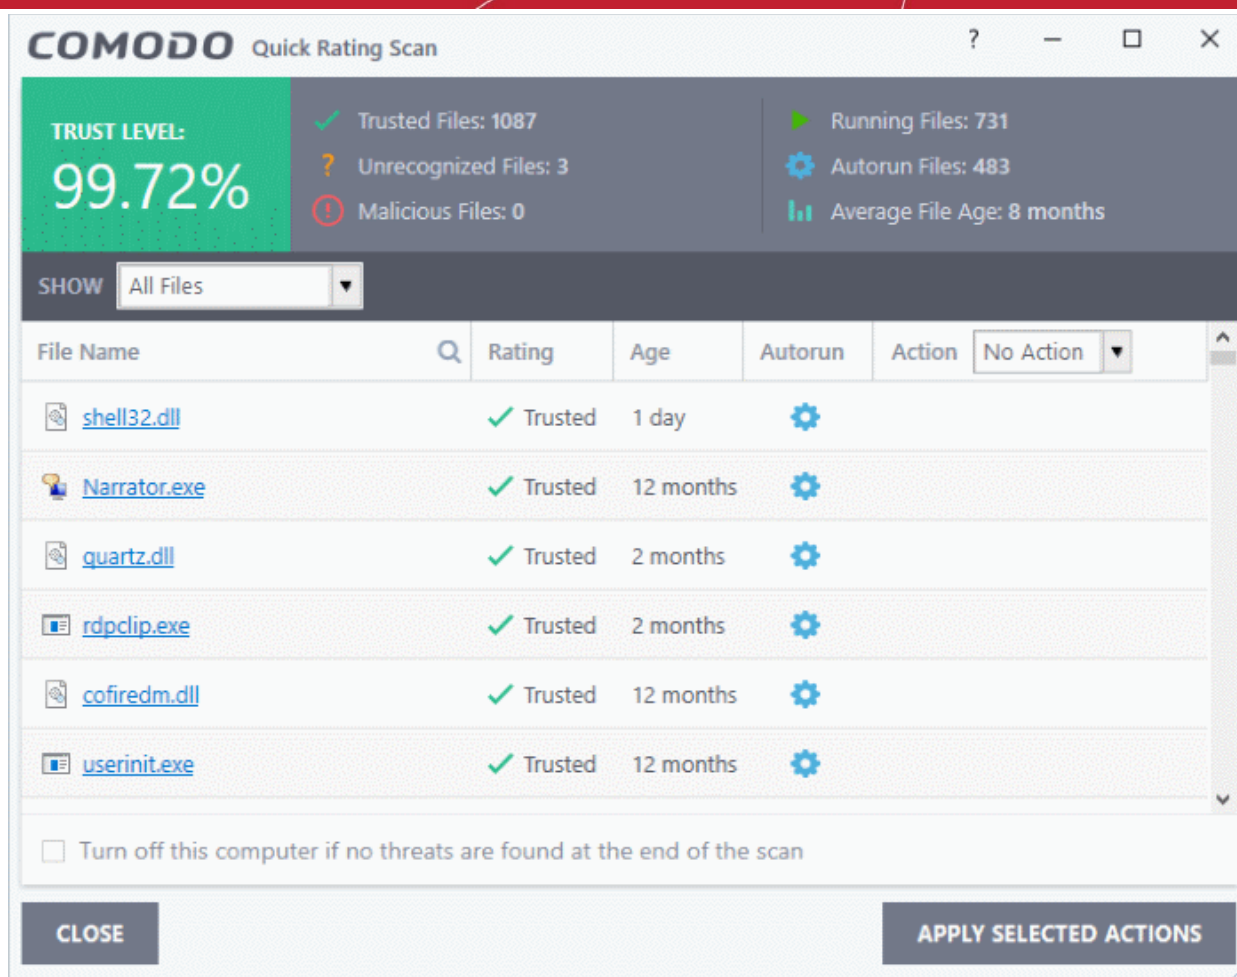 COMODO Quick Rating Scan ?
TRUST LEVEL:
99.72%
Trusted Files: 1087
Unrecognized Files: 3
Malicious Files: 0
Running Files: 731
Autorun Files: 483
Average File Age: 8 months
SHOW All Files
File Name Rating Age Autorun Action No Action
shell32.dll Trusted 1 day
Narrator.exe Trusted 12 months
quartz.dll Trusted 2 months
rdpclip.exe Trusted 2 months
cofiredm.dll Trusted 12 months
userinit.exe Trusted 12 months
Turn off this computer if no threats are found at the end of the scan
CLOSE APPLY SELECTED ACTIONS